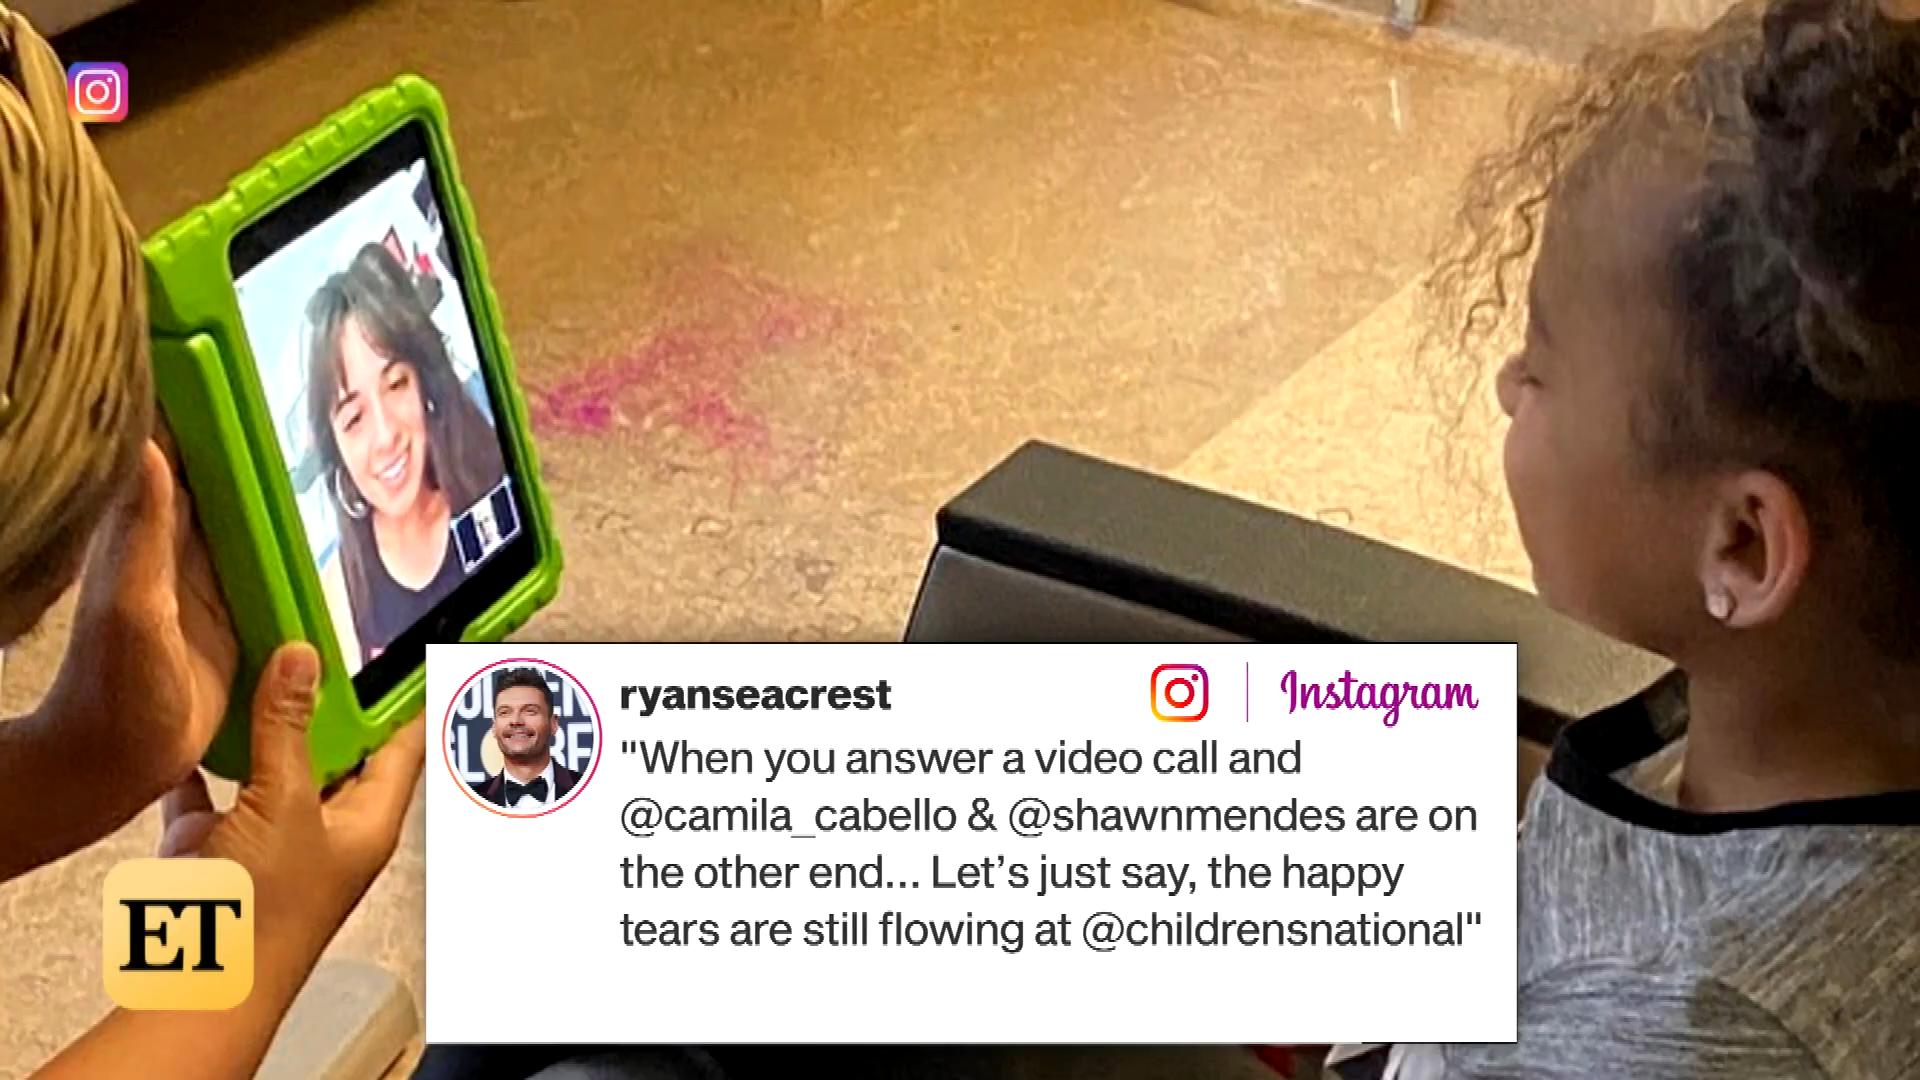 ryanseacrest
Instagram
"When you answer a video call and
@camila_cabello & @shawnmendes are on
the other end... Let’s just say, the happy
tears are still flowing at @childrensnational"
ET